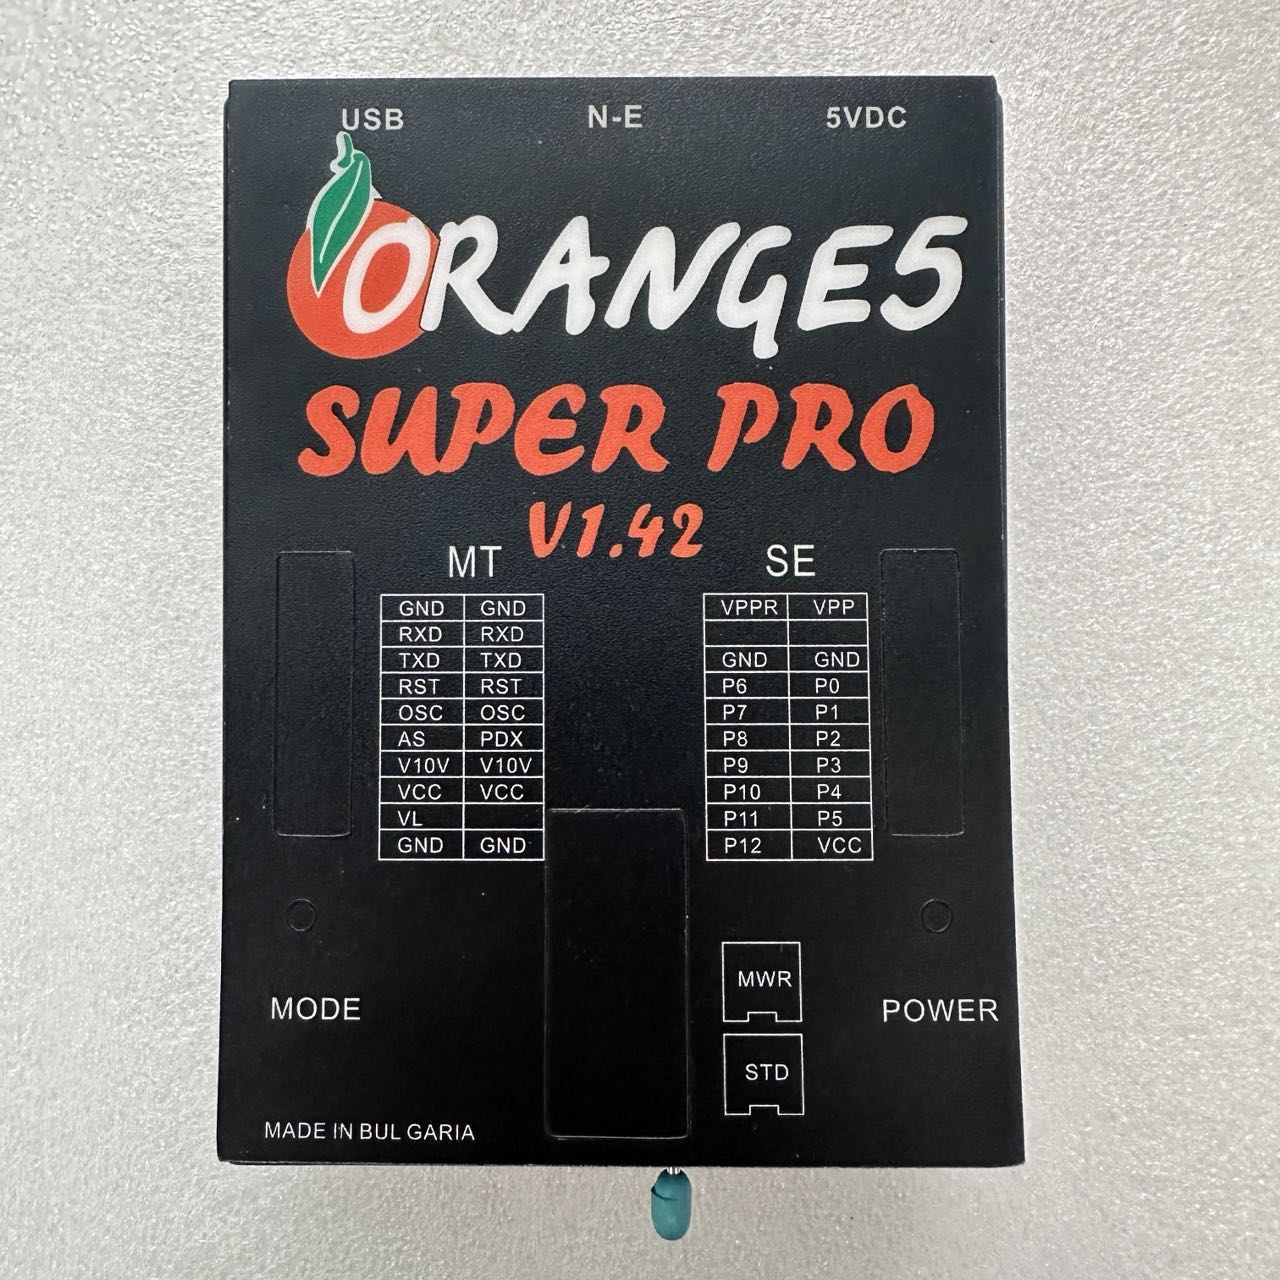 USB N-E 5VDC
ORANGE5
SUPER PRO
V1.42
MT SE
GND GND VPPR VPP
RXD RXD
TXD TXD GND GND
RST RST P6 P0
OSC OSC P7 P1
AS PDX P8 P2
V10V V10V P9 P3
VCC VCC P10 P4
VL P11 P5
GND GND P12 VCC
MWR
MODE POWER
STD
MADE IN BULGARIA